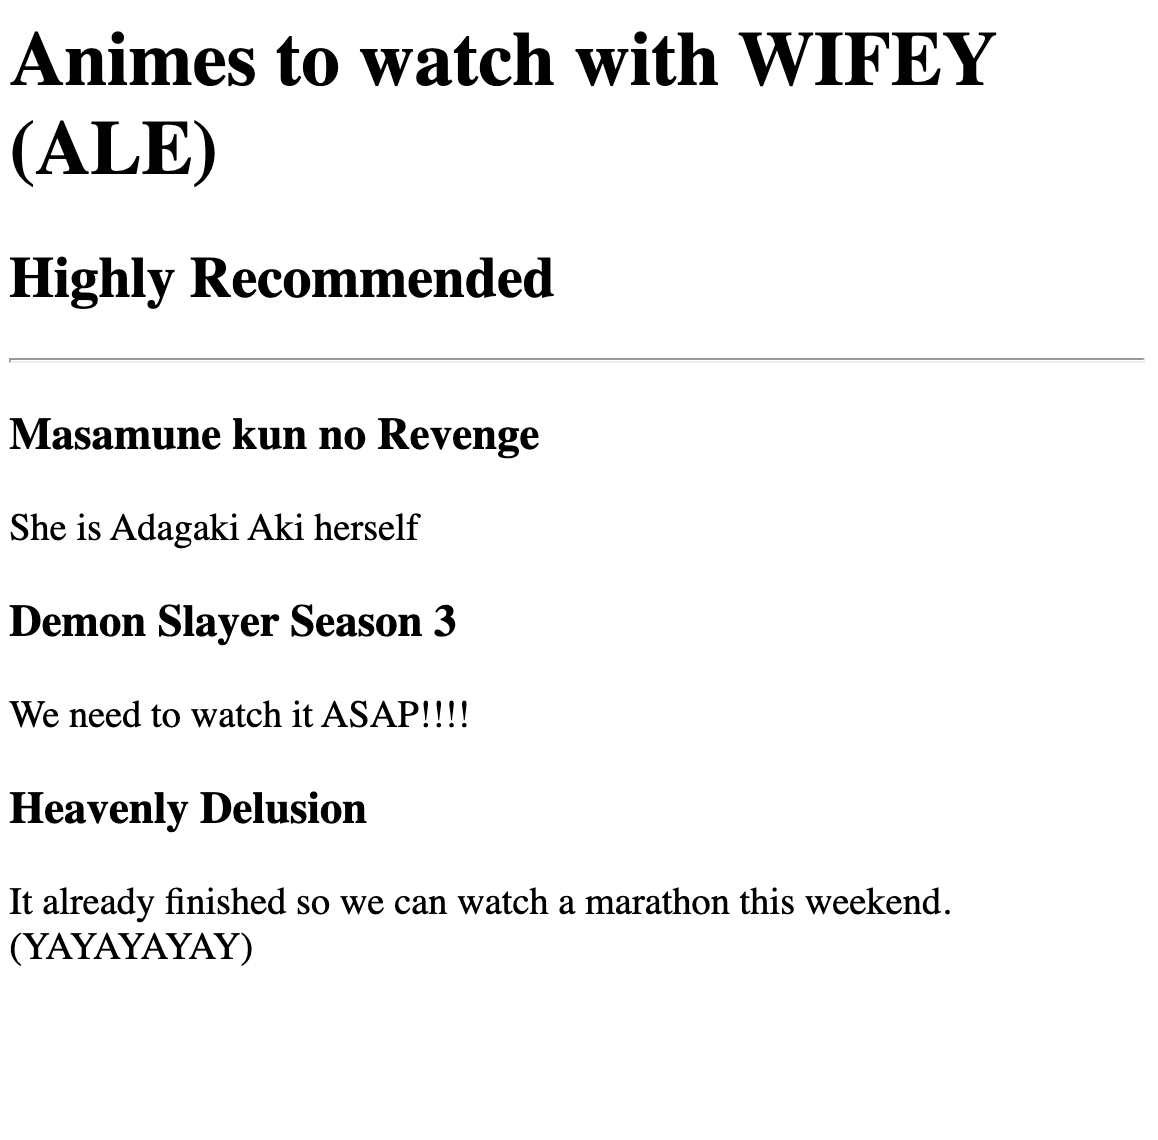 Animes to watch with WIFEY
(ALE)
Highly Recommended
Masamune kun no Revenge
She is Adagaki Aki herself
Demon Slayer Season 3
We need to watch it ASAP!!!!
Heavenly Delusion
It already finished so we can watch a marathon this weekend.
(YAYAYAYAY)